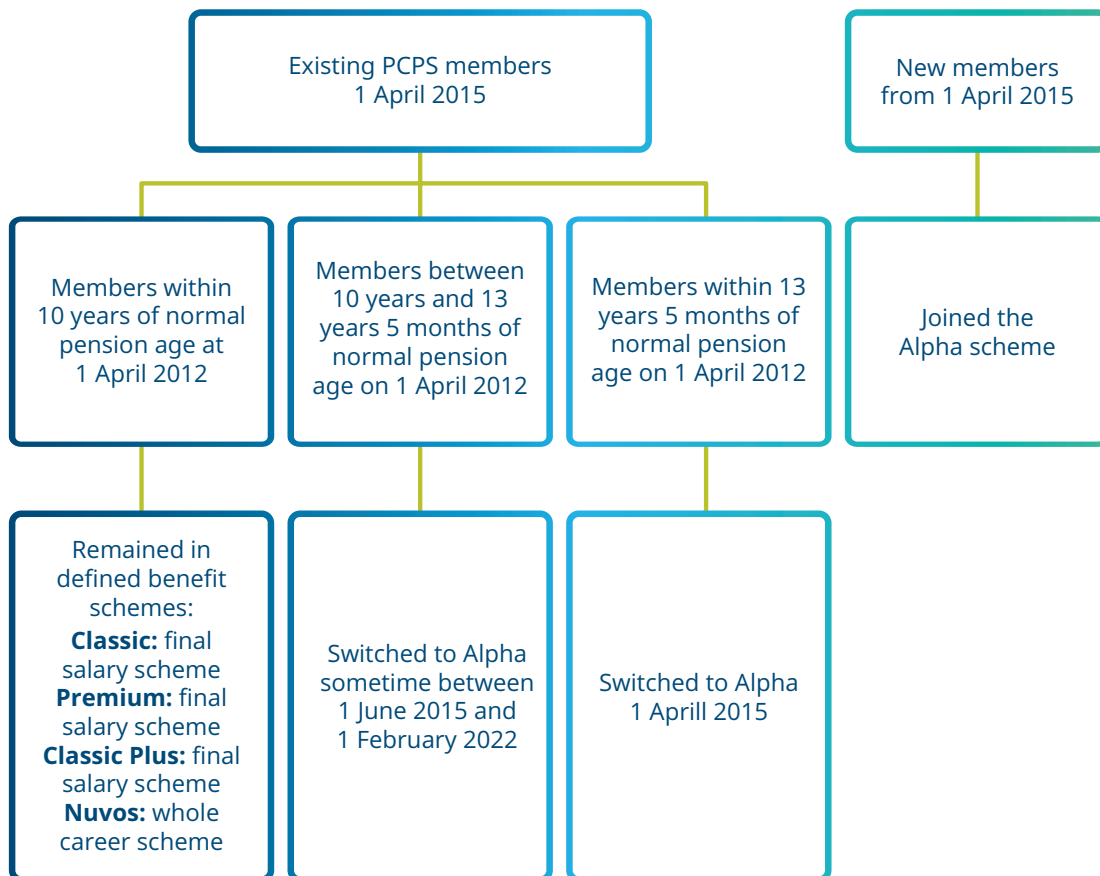 Existing PCPS members
1 April 2015
New members
from 1 April 2015
Members within
10 years of normal
pension age at
1 April 2012
Members between
10 years and 13
years 5 months of
normal pension
age on 1 April 2012
Members within 13
years 5 months of
normal pension
age on 1 April 2012
Joined the
Alpha scheme
Remained in
defined benefit
schemes:
Classic: final
salary scheme
Premium: final
salary scheme
Classic Plus: final
salary scheme
Nuvos: whole
career scheme
Switched to Alpha
sometime between
1 June 2015 and
1 February 2022
Switched to Alpha
1 Aprill 2015